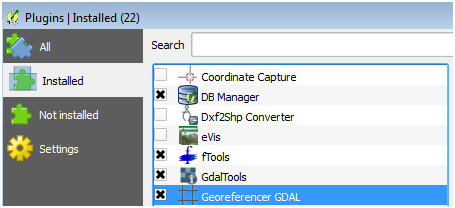 Plugins | Installed (22)
All
Search
Installed
Coordinate Capture
DB Manager
Not installed
Dxf2Shp Converter
eVis
Settings
fTools
GdalTools
Georeferencer GDAL